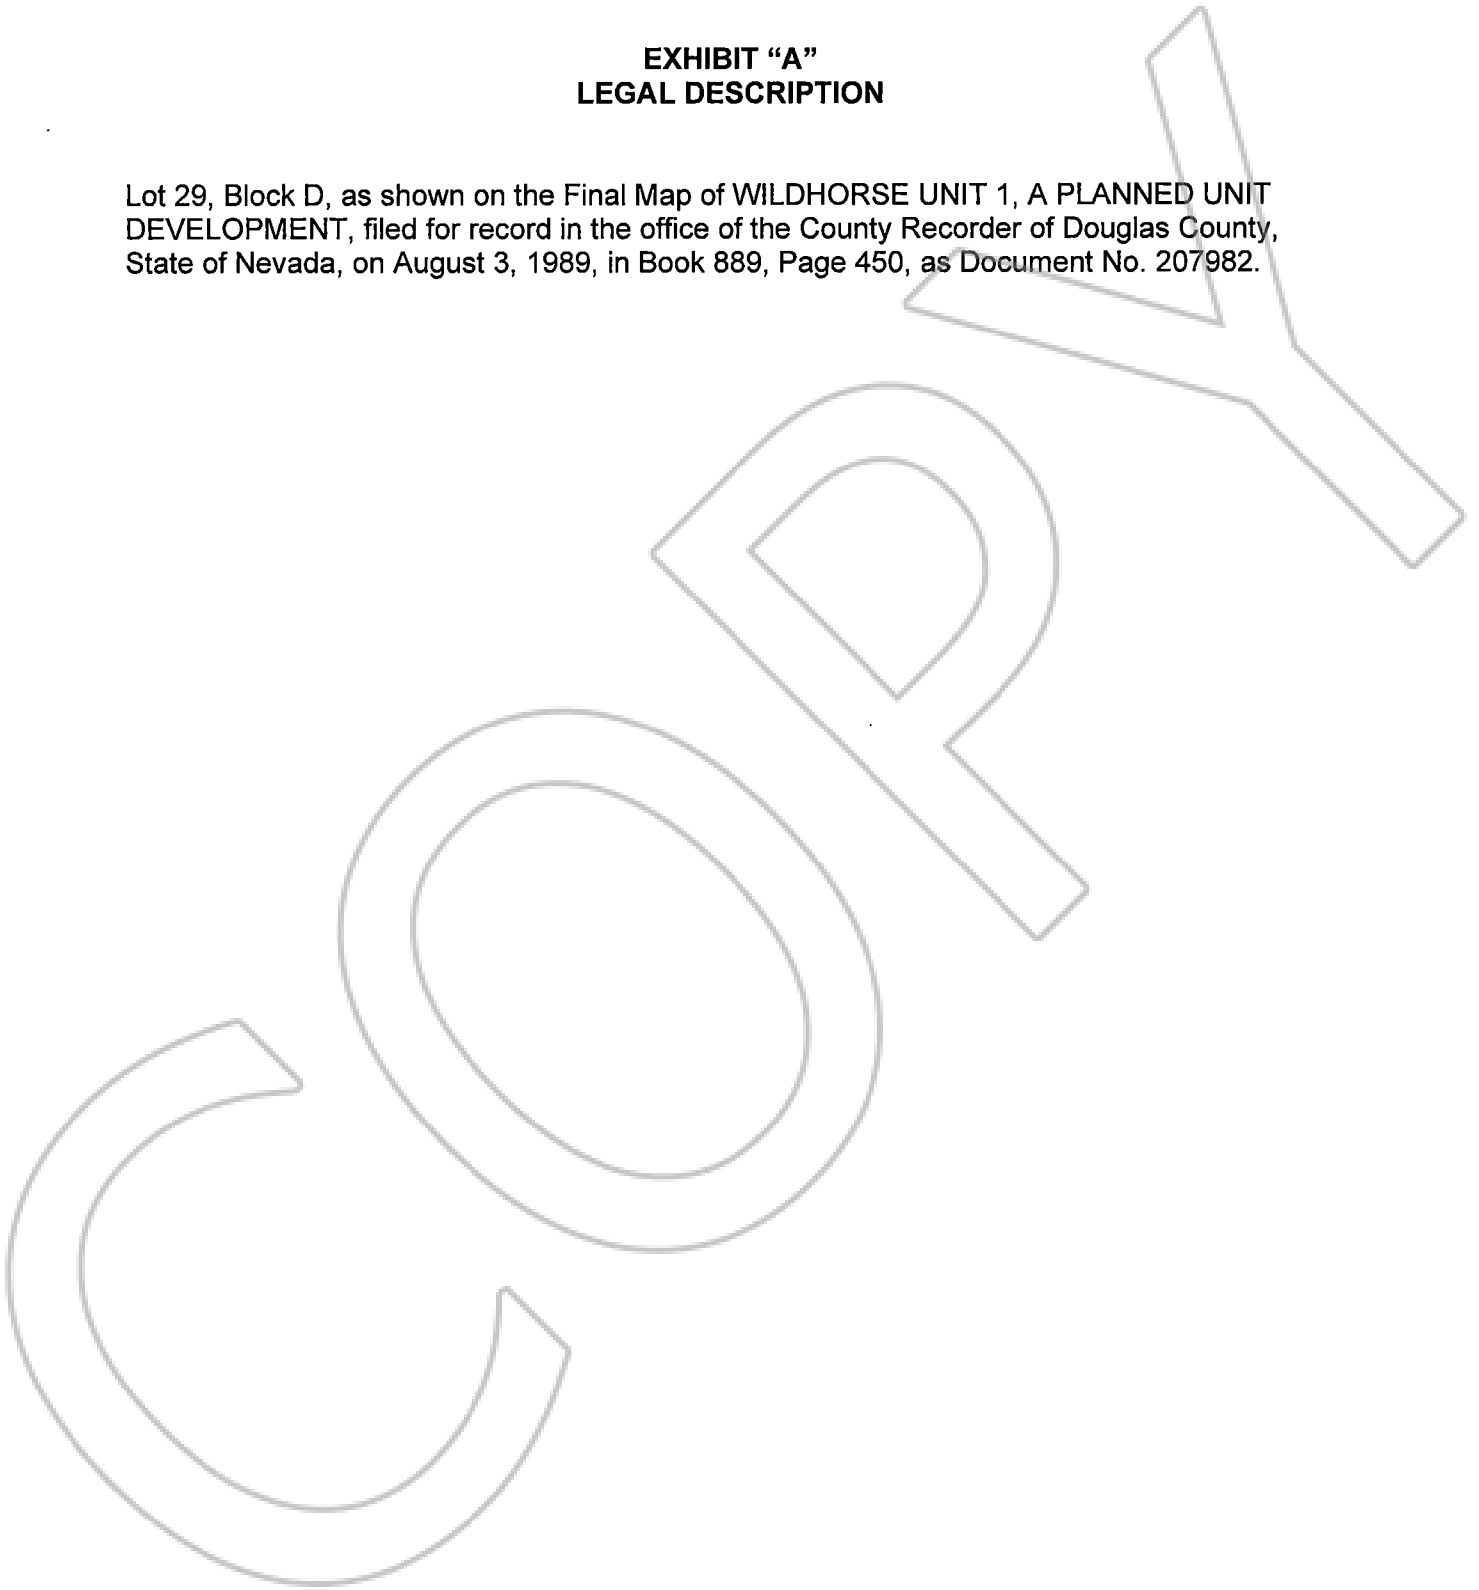 EXHIBIT “A”
LEGAL DESCRIPTION
Lot 29, Block D, as shown on the Final Map of WILDHORSE UNIT 1, A PLANNED UNIT
DEVELOPMENT, filed for record in the office of the County Recorder of Douglas County,
State of Nevada, on August 3, 1989, in Book 889, Page 450, as Document No. 207982.
COPY